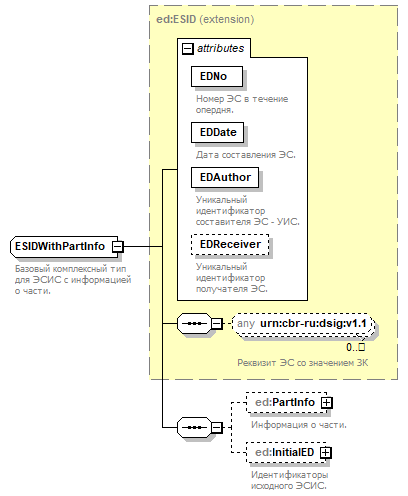 ed:ESID (extension)
attributes
EDNo
Номер ЭС в течение
опердня.
EDDate
Дата составления ЭС.
EDAuthor
Уникальный
идентификатор
составителя ЭС - УИС.
EDReceiver
Уникальный
идентификатор
получателя ЭС.
ESIDWithPartInfo
Базовый комплексный тип
для ЭСИС с информацией
о части.
any urn:cbr-ru:dsig:v1.1
0..
Реквизит ЭС со значением ЗК
ed:PartInfo
Информация о части.
ed:InitialED
Идентификаторы
исходного ЭСИС.